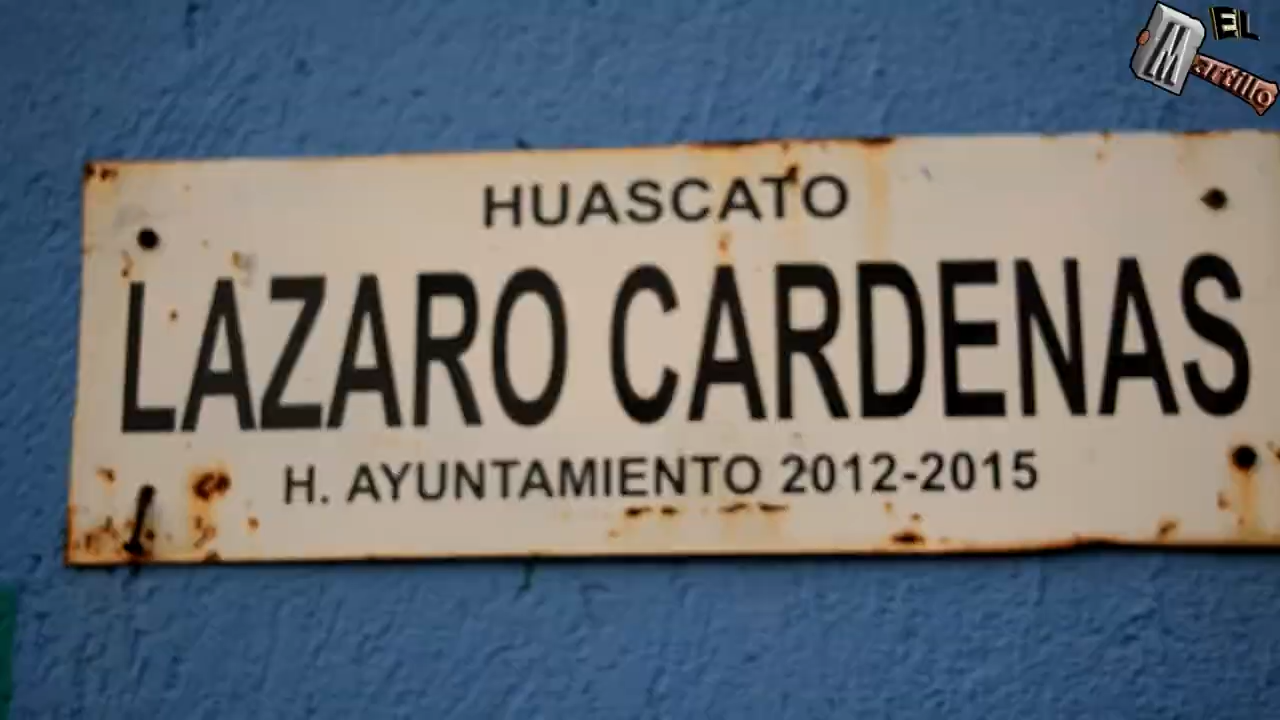 EL
Martillo
HUASCATO
LAZARO CARDENAS
H. AYUNTAMIENTO 2012-2015